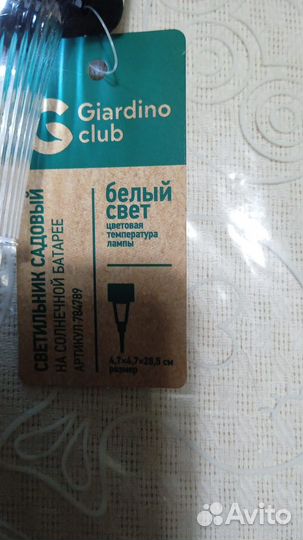 Giardino
club
СВЕТИЛЬНИК САДОВЫЙ
НА СОЛНЕЧНОЙ БАТАРЕЕ
АРТИКУЛ 784789
белый
свет
цветовая
температура
лампы
4,7×4,7×28,5 см
размер
Avito